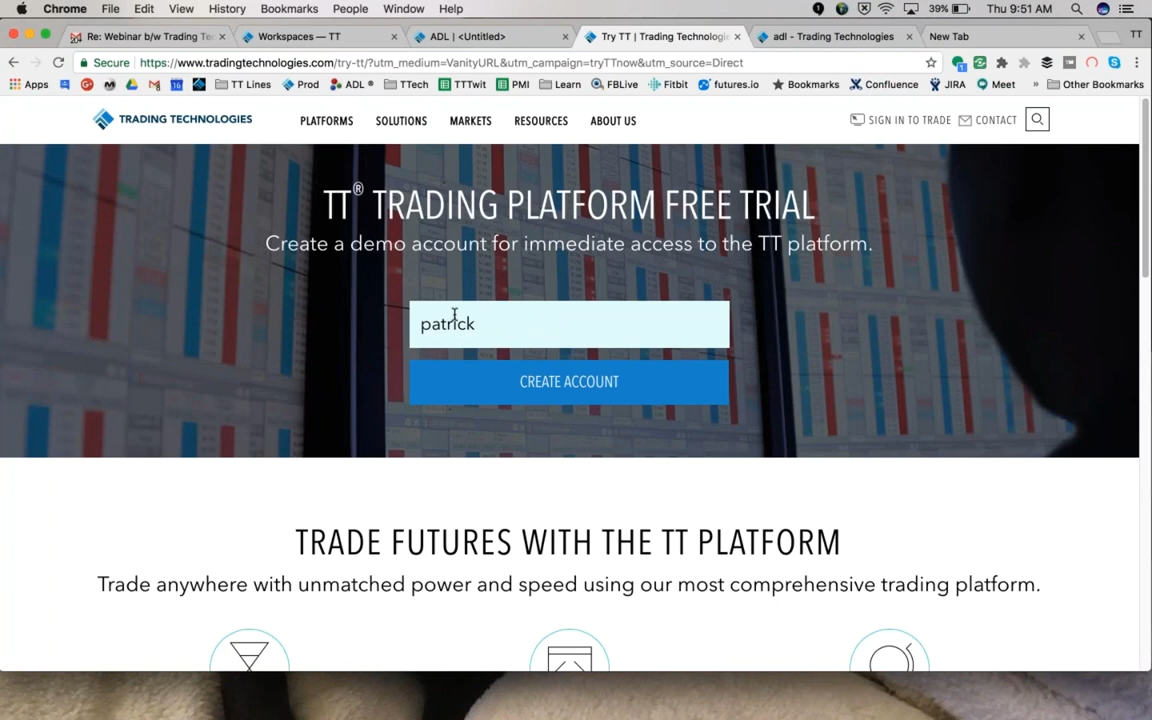 Chrome File Edit View History Bookmarks People Window Help 39% Thu 9:51 AM
Re: Webinar b/w Trading Te
Workspaces — TT
ADL | <Untitled>
Try TT | Trading Technologie
adl - Trading Technologies
New Tab
TT
Secure https://www.tradingtechnologies.com/try-tt/?utm_medium=VanityURL&utm_campaign=tryTTnow&utm_source=Direct
Apps TT Lines Prod ADL ® TTech TTTwit PMI Learn FBLive Fitbit futures.io Bookmarks Confluence JIRA Meet » Other Bookmarks
TRADING TECHNOLOGIES PLATFORMS SOLUTIONS MARKETS RESOURCES ABOUT US SIGN IN TO TRADE CONTACT
TT® TRADING PLATFORM FREE TRIAL
Create a demo account for immediate access to the TT platform.
patrick
CREATE ACCOUNT
TRADE FUTURES WITH THE TT PLATFORM
Trade anywhere with unmatched power and speed using our most comprehensive trading platform.